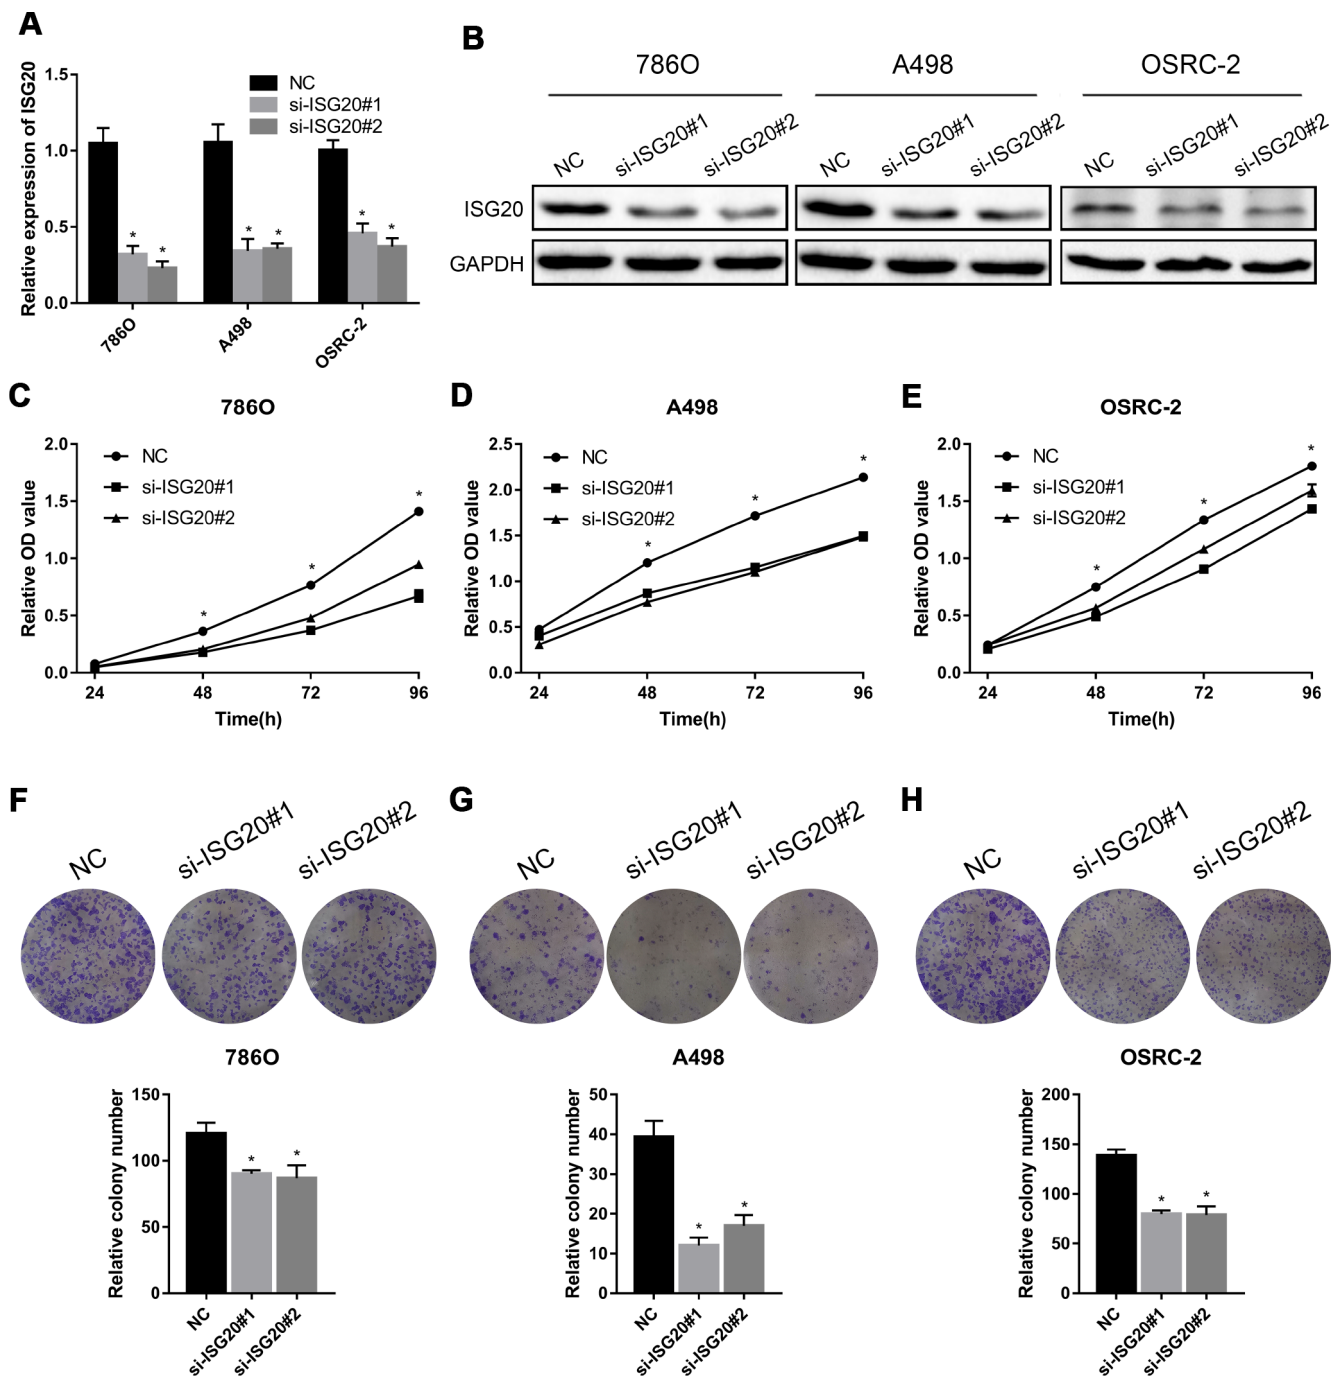 A
Relative expression of ISG20
1.5
1.0
0.5
0.0
NC
si-ISG20#1
si-ISG20#2
* * * * * *
786O A498 OSRC-2
B
786O A498 OSRC-2
NC si-ISG20#1 si-ISG20#2 NC si-ISG20#1 si-ISG20#2 NC si-ISG20#1 si-ISG20#2
ISG20
GAPDH
C
786O
Relative OD value
2.0
1.5
1.0
0.5
0.0
NC
si-ISG20#1
si-ISG20#2
* * *
24 48 72 96
Time(h)
D
A498
Relative OD value
2.5
2.0
1.5
1.0
0.5
0.0
NC
si-ISG20#1
si-ISG20#2
* * *
24 48 72 96
Time(h)
E
OSRC-2
Relative OD value
2.0
1.5
1.0
0.5
0.0
NC
si-ISG20#1
si-ISG20#2
* * *
24 48 72 96
Time(h)
F
NC si-ISG20#1 si-ISG20#2
786O
Relative colony number
150
100
50
0
* *
NC si-ISG20#1 si-ISG20#2
G
NC si-ISG20#1 si-ISG20#2
A498
Relative colony number
50
40
30
20
10
0
* *
NC si-ISG20#1 si-ISG20#2
H
NC si-ISG20#1 si-ISG20#2
OSRC-2
Relative colony number
200
150
100
50
0
* *
NC si-ISG20#1 si-ISG20#2